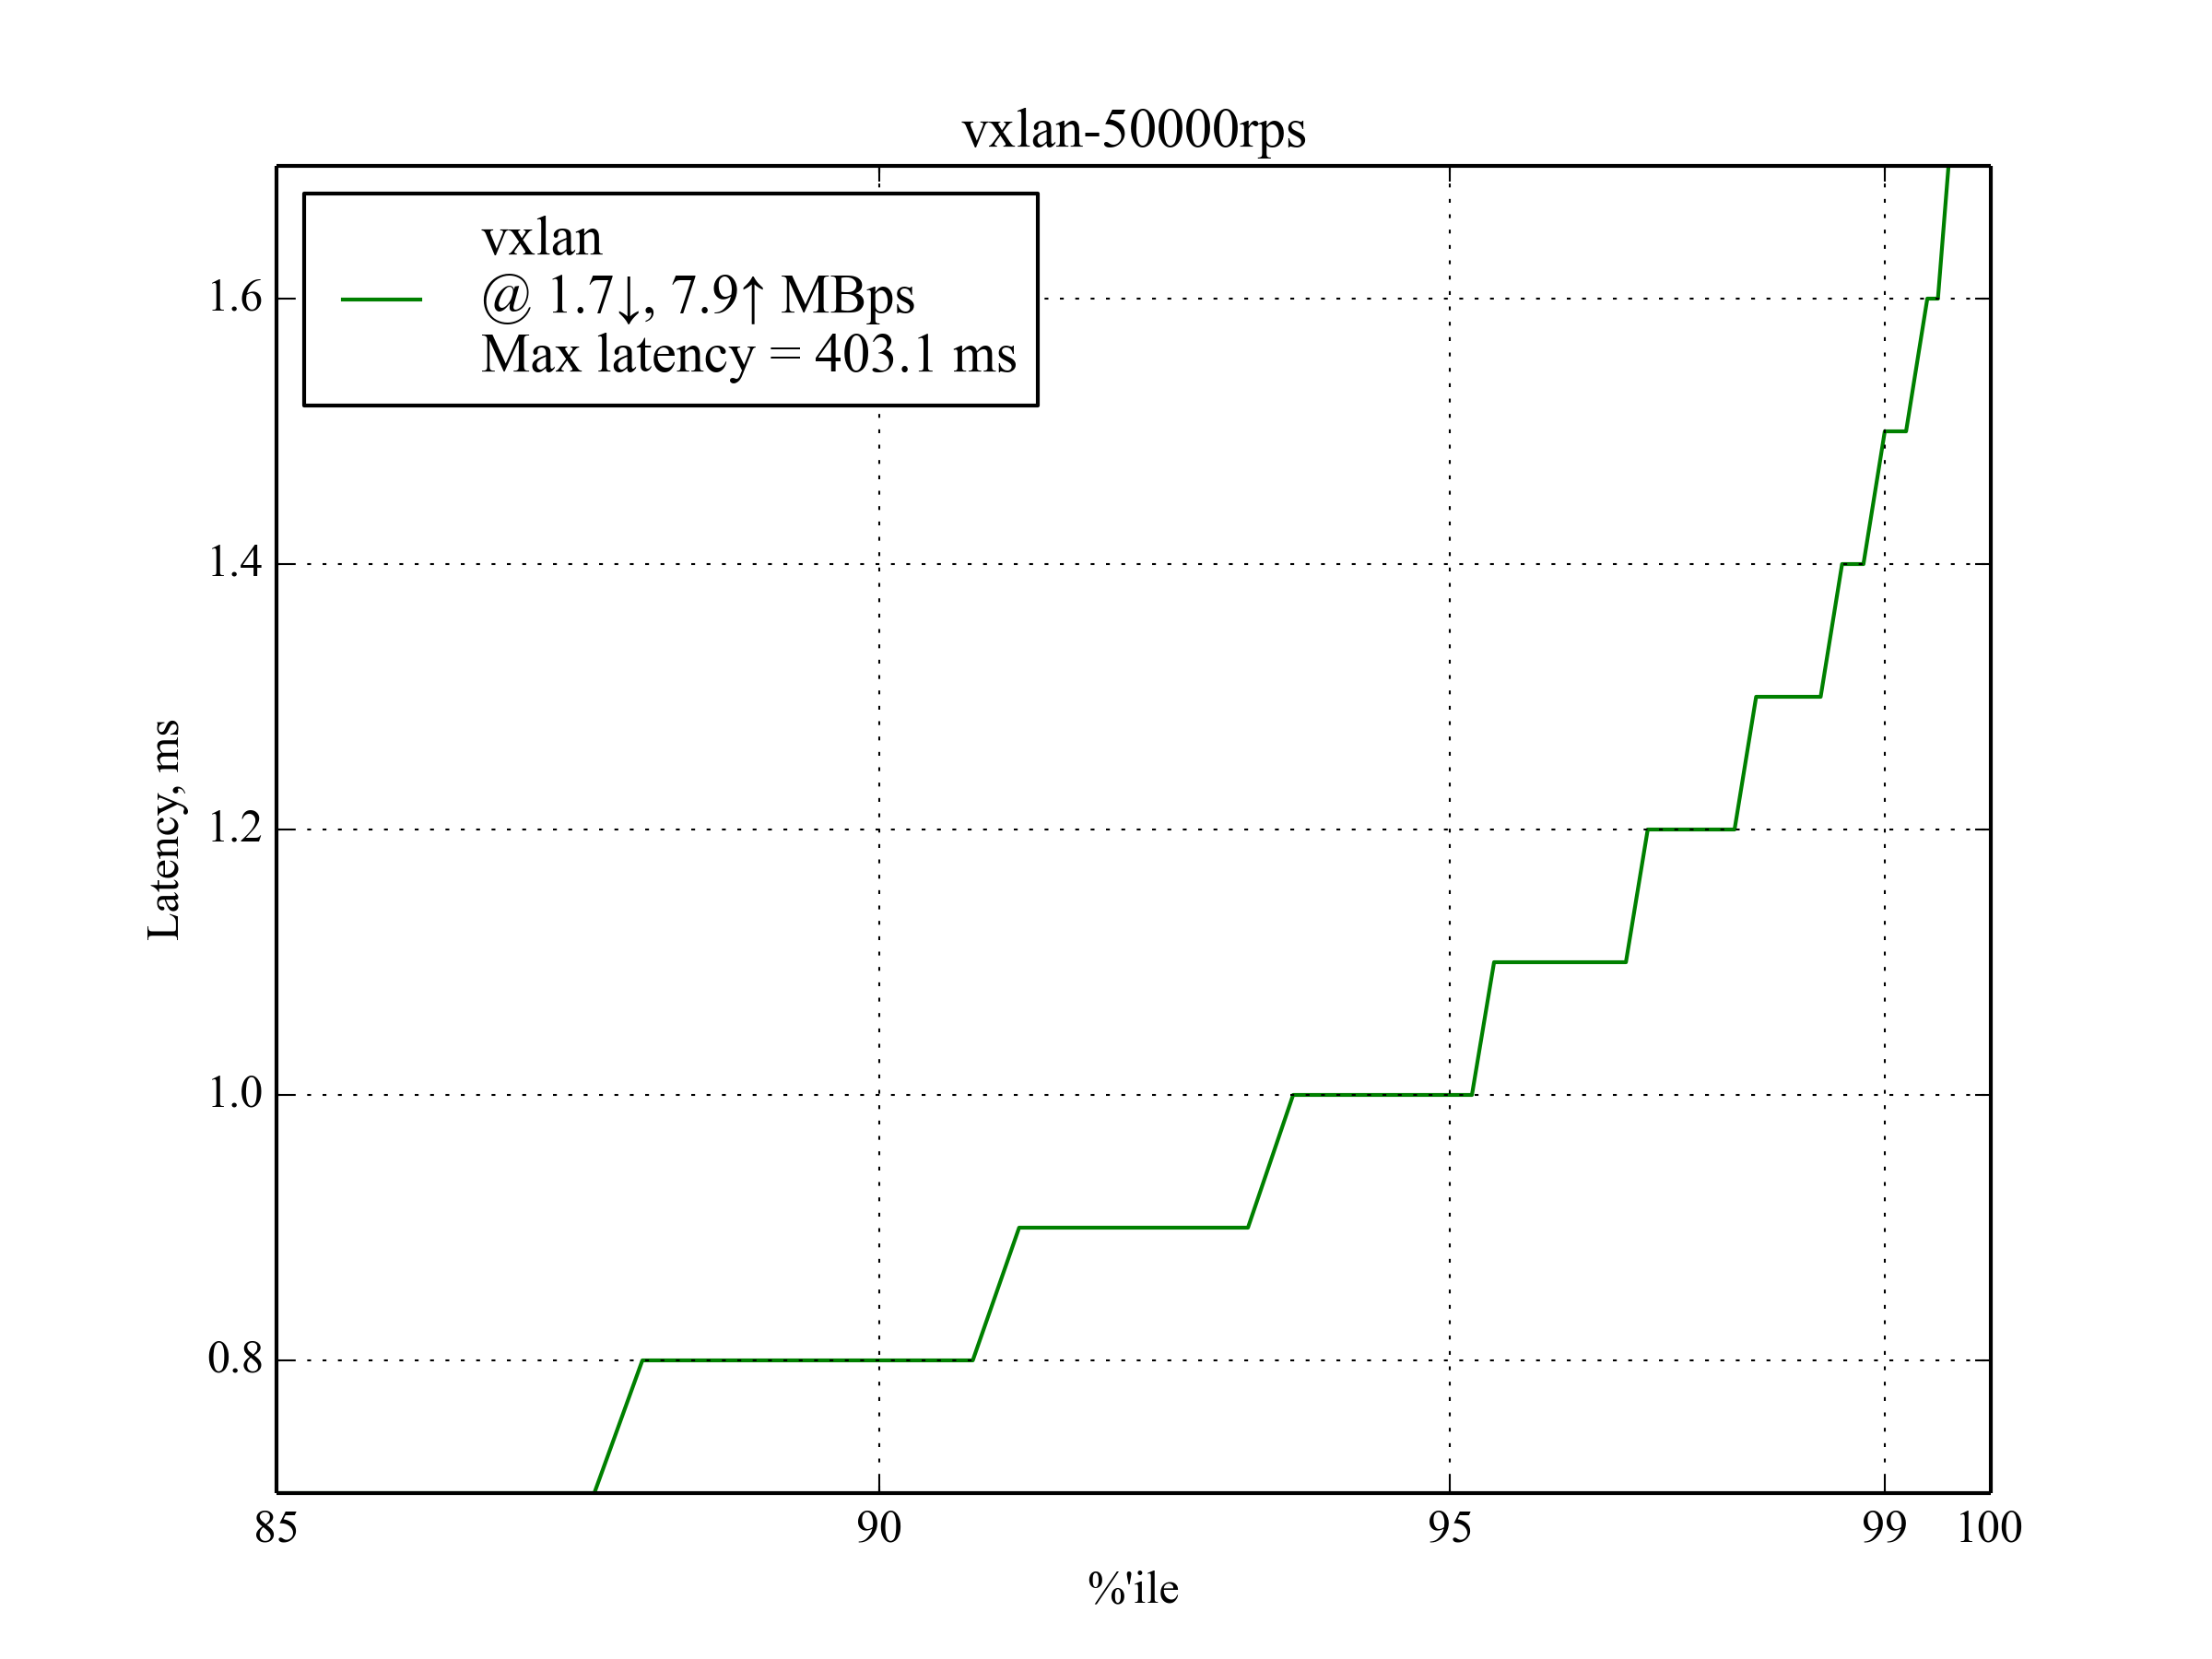 vxlan-50000rps
vxlan
@ 1.7↓, 7.9↑ MBps
Max latency = 403.1 ms
1.6
1.4
1.2
1.0
0.8
Latency, ms
85 90 95 99 100
%'ile